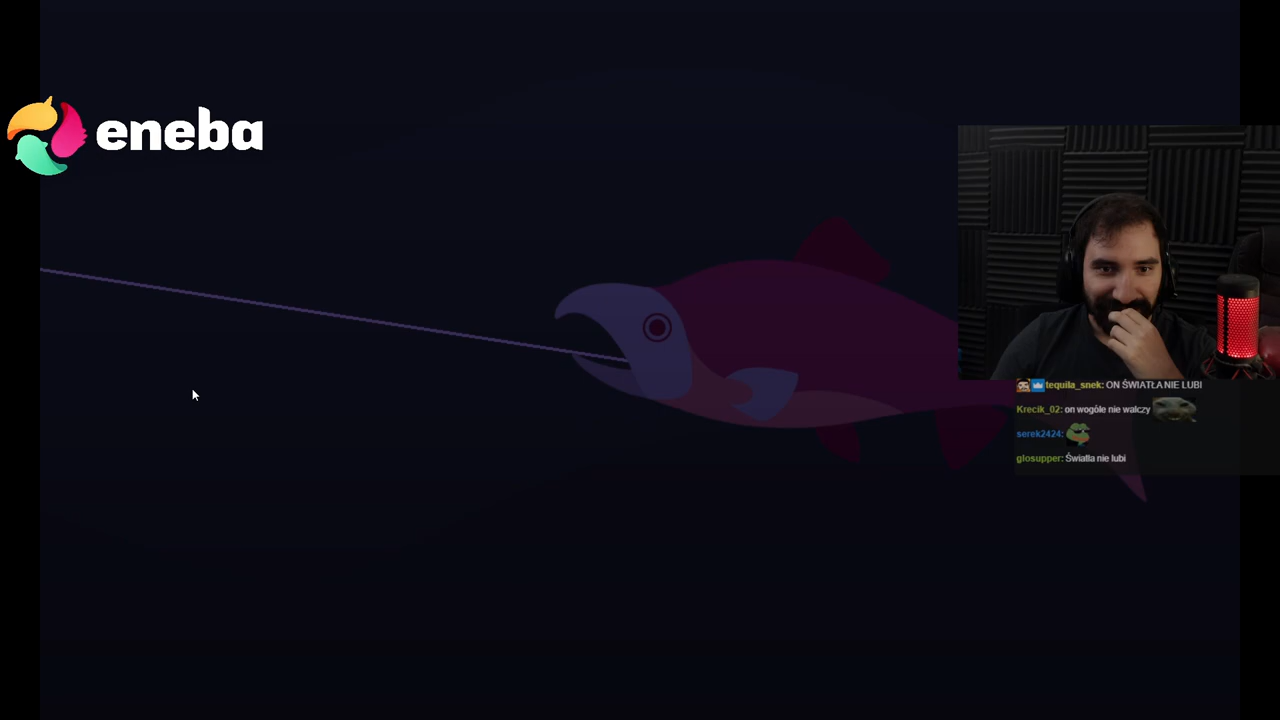 eneba
tequila_snek: ON ŚWIATŁA NIE LUBI
Krecik_02: on wogóle nie walczy
serek2424:
glosupper: Światła nie lubi